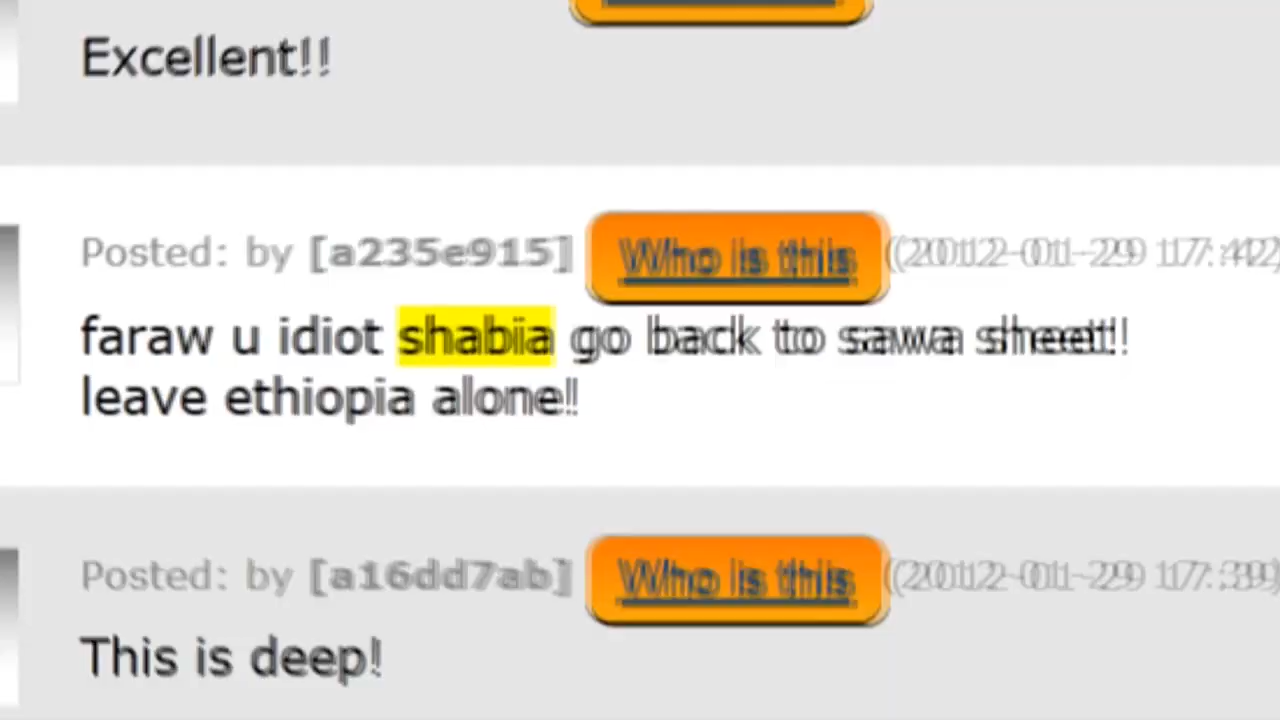 Excellent!!
Posted: by [a235e915] Who is this (2012-01-29 17:42)
faraw u idiot shabia go back to sawa sheet!!
leave ethiopia alone!!
Posted: by [a16dd7ab] Who is this (2012-01-29 17:39)
This is deep!